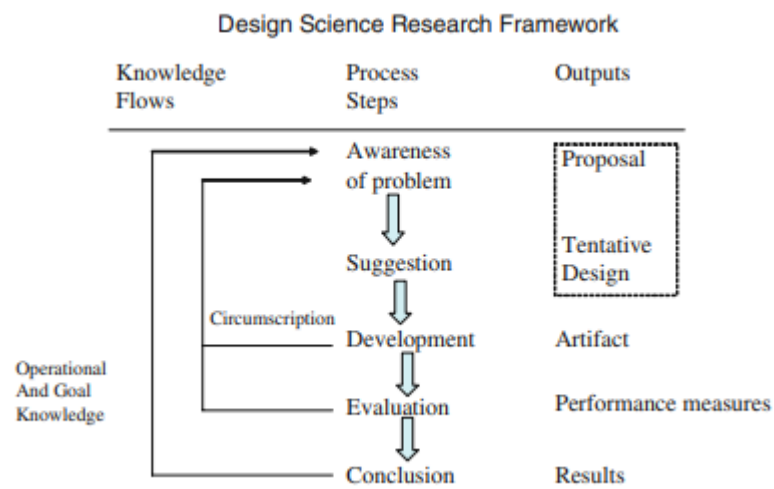 Design Science Research Framework
Knowledge
Flows
Process
Steps
Outputs
Awareness
of problem
Proposal
Suggestion
Tentative
Design
Circumscription
Development
Artifact
Operational
And Goal
Knowledge
Evaluation
Performance measures
Conclusion
Results